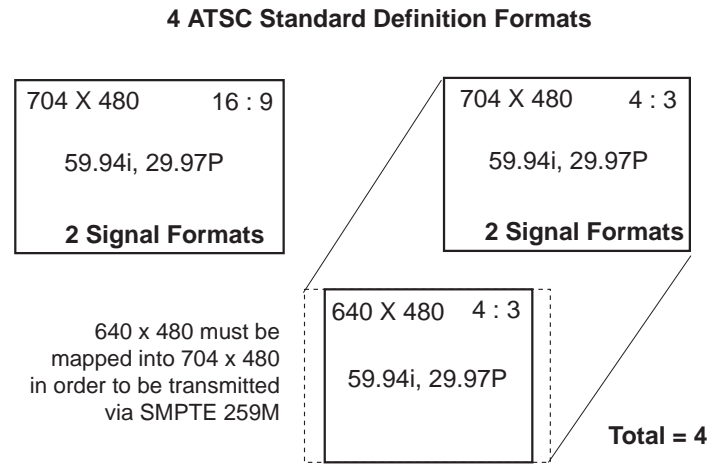 4 ATSC Standard Definition Formats
704 X 480 16 : 9
59.94i, 29.97P
2 Signal Formats
704 X 480 4 : 3
59.94i, 29.97P
2 Signal Formats
640 x 480 must be
mapped into 704 x 480
in order to be transmitted
via SMPTE 259M
640 X 480 4 : 3
59.94i, 29.97P
Total = 4